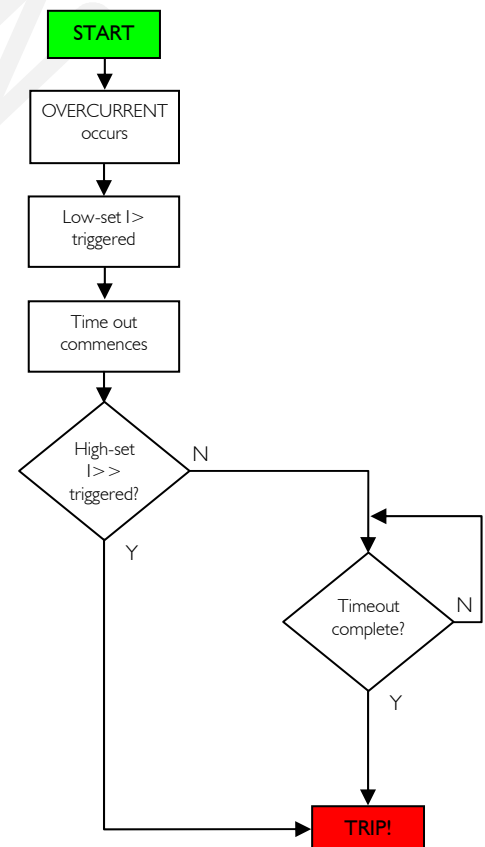 START
OVERCURRENT
occurs
Low-set I>
triggered
Time out
commences
High-set
I>>
triggered?
N
Y
Timeout
complete?
N
Y
TRIP!